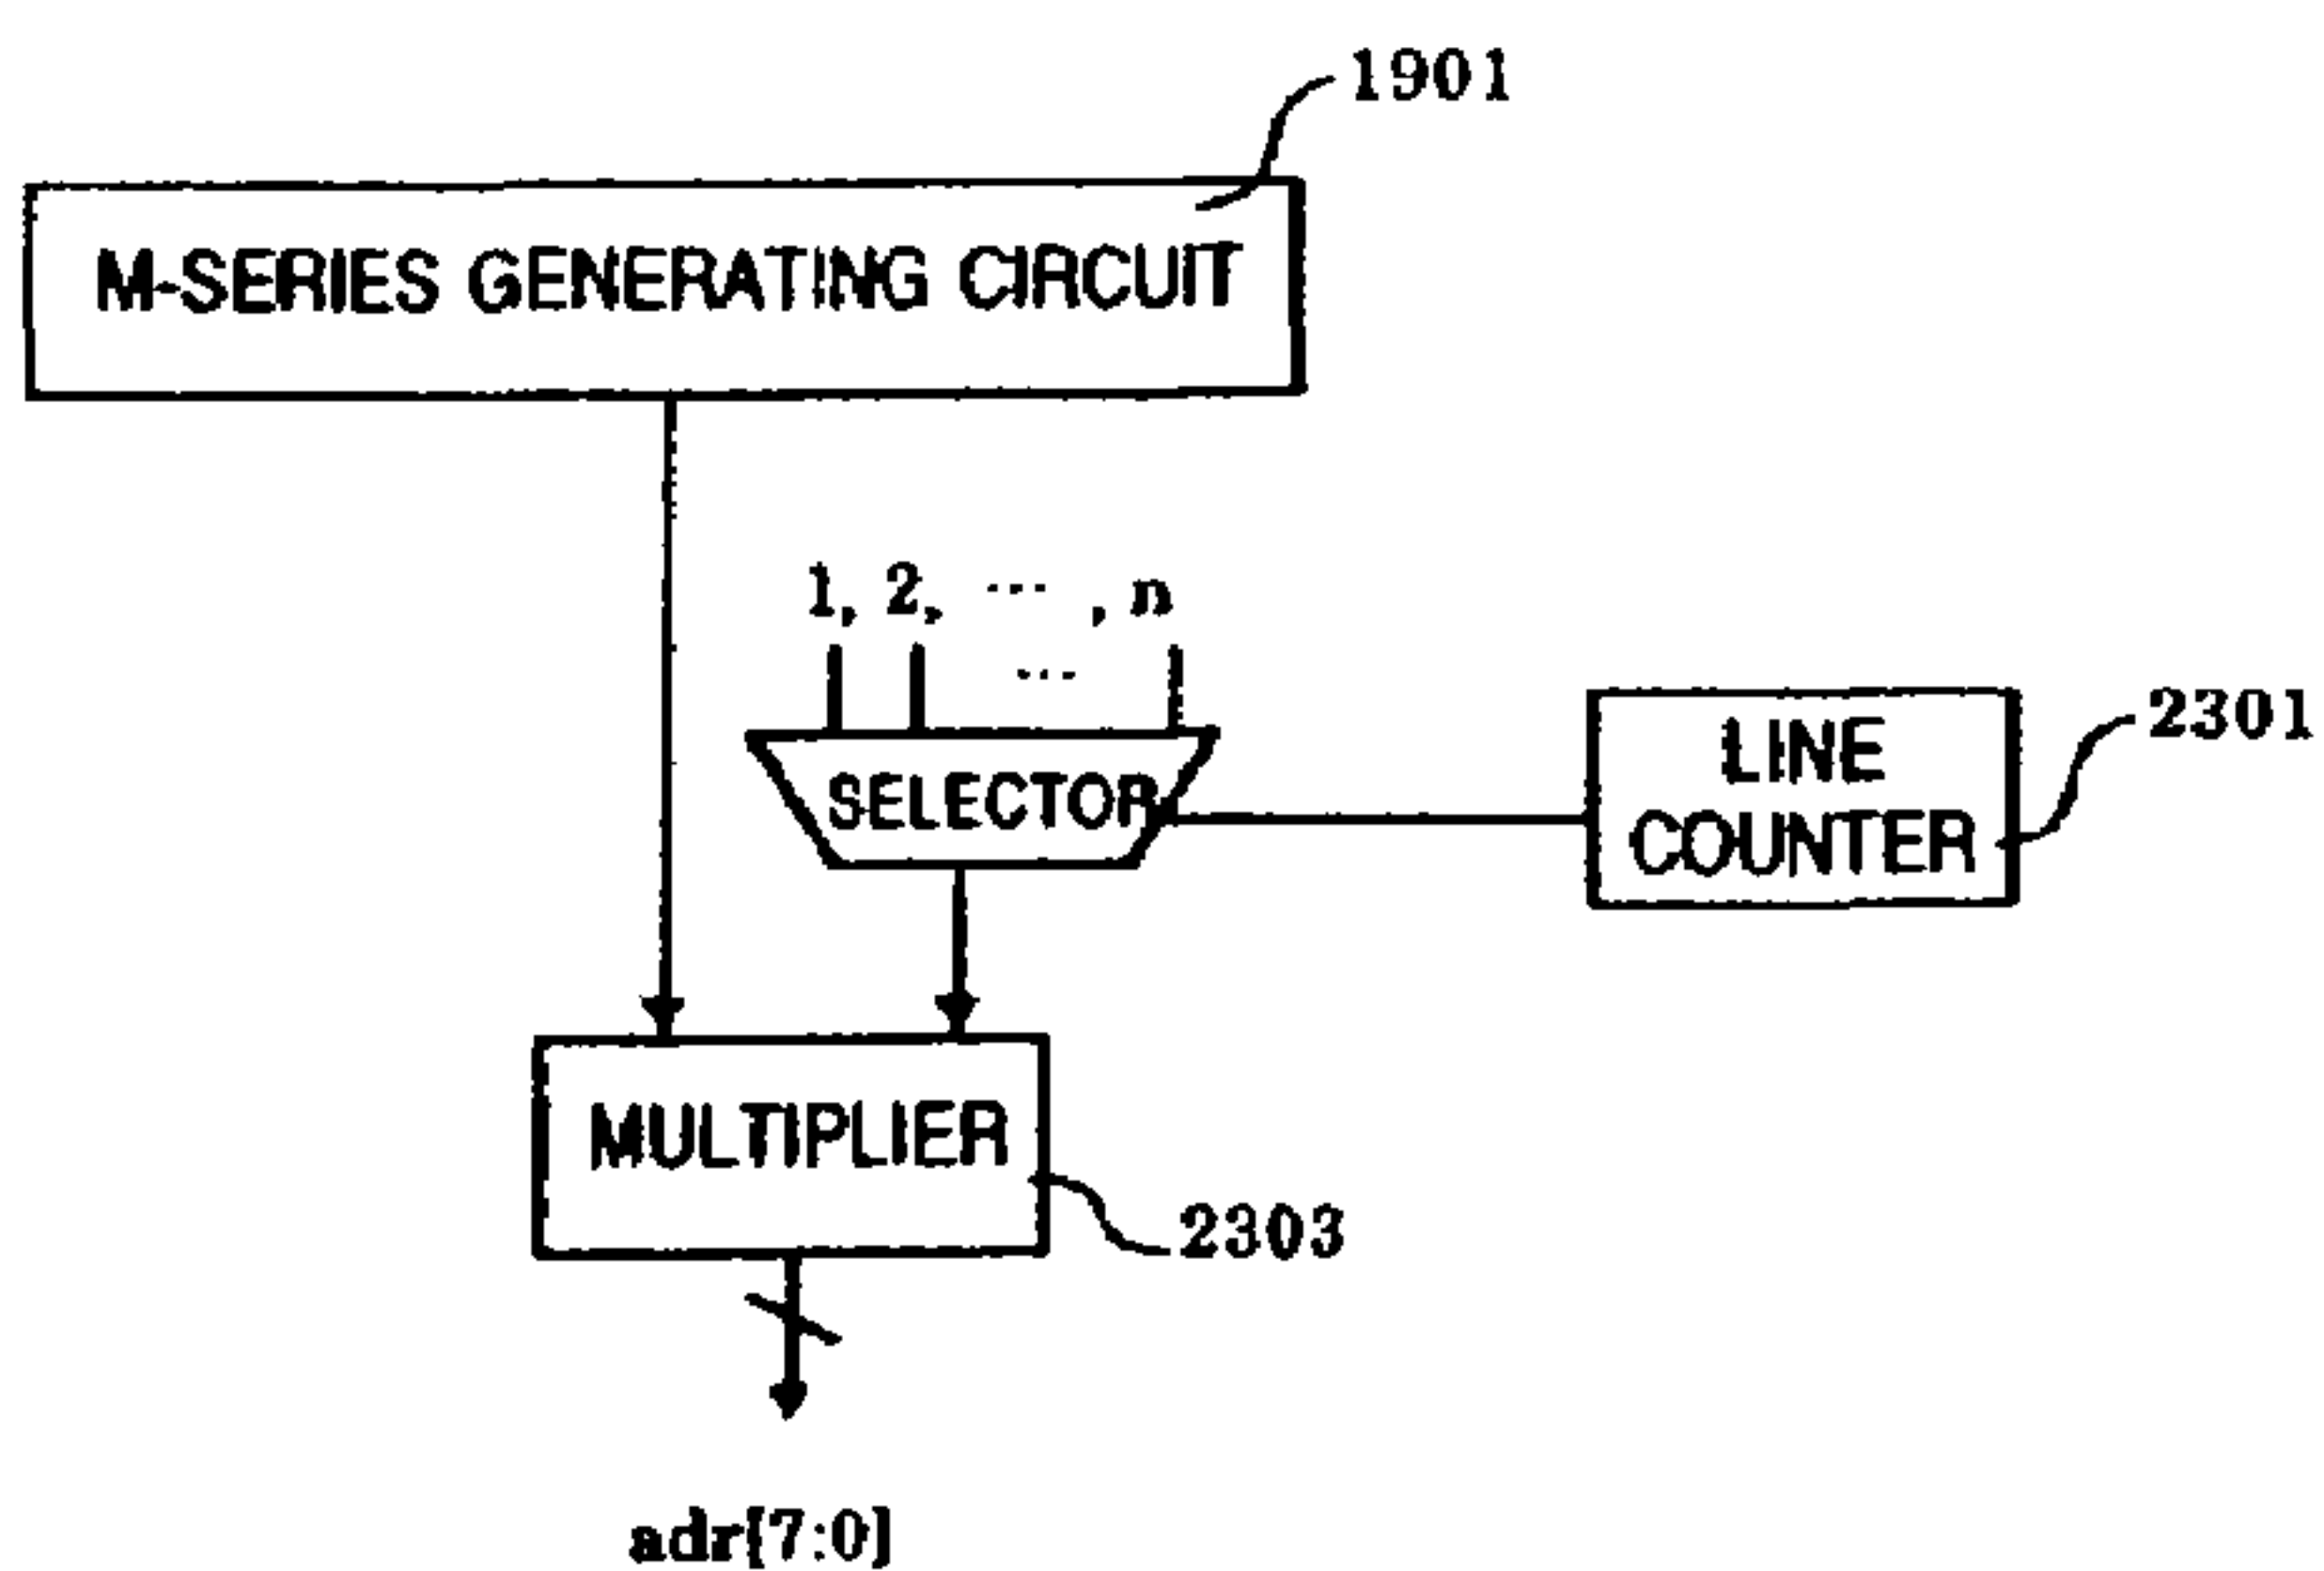 1901
M-SERIES GENERATING CIRCUIT
1, 2, ··· , n
···
SELECTOR
LINE
COUNTER
2301
MULTIPLIER
2303
adr[7:0]